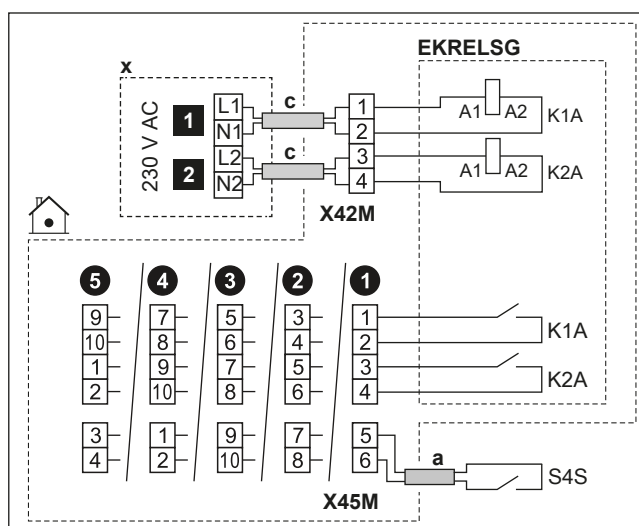 EKRELSG
x
230 V AC
1
L1
N1
2
L2
N2
c
c
1
2
3
4
X42M
A1 A2 K1A
A1 A2 K2A
5 4 3 2 1
9 7 5 3 1
10 8 6 4 2
1 9 7 5 3
2 10 8 6 4
3 1 9 7 5
4 2 10 8 6
K1A
K2A
a
S4S
X45M